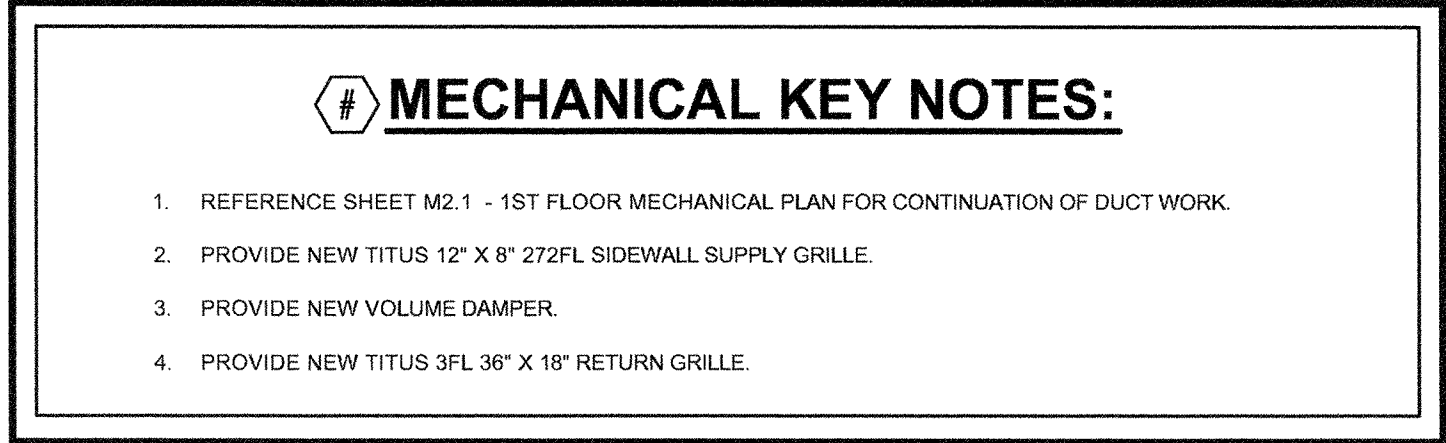 # MECHANICAL KEY NOTES:
1. REFERENCE SHEET M2.1 - 1ST FLOOR MECHANICAL PLAN FOR CONTINUATION OF DUCT WORK.
2. PROVIDE NEW TITUS 12" X 8" 272FL SIDEWALL SUPPLY GRILLE.
3. PROVIDE NEW VOLUME DAMPER.
4. PROVIDE NEW TITUS 3FL 36" X 18" RETURN GRILLE.